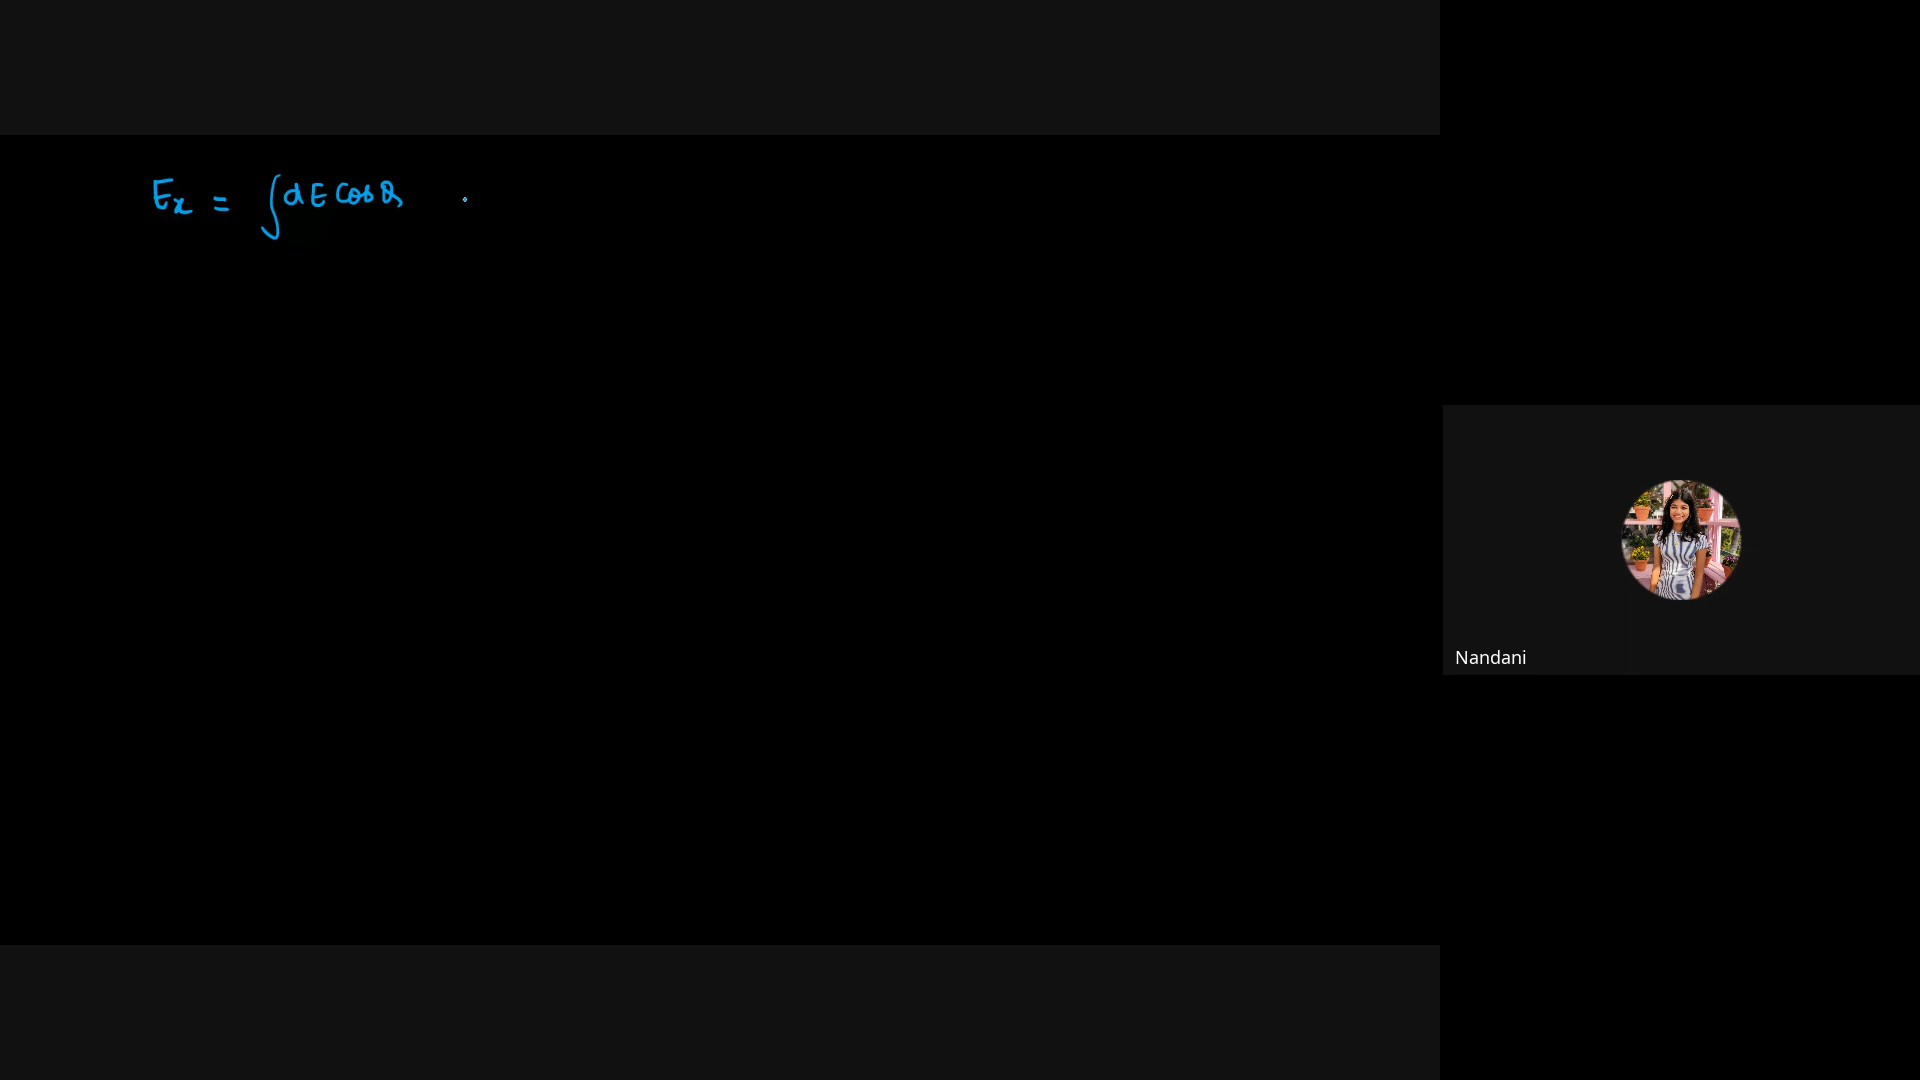 Eₓ = ∫dE Cosθ
Nandani